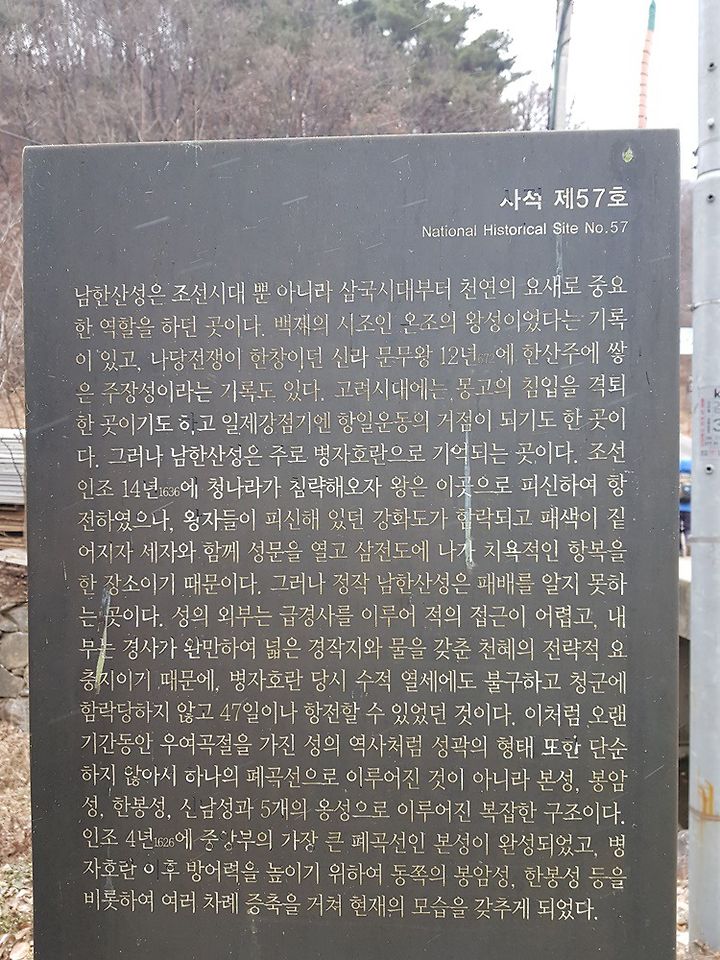 사적 제57호
National Historical Site No.57
남한산성은 조선시대 뿐 아니라 삼국시대부터 천연의 요새로 중요
한 역할을 하던 곳이다. 백제의 시조인 온조의 왕성이었다는 기록
이 있고, 나당전쟁이 한창이던 신라 문무왕 12년672에 한산주에 쌓
은 주장성이라는 기록도 있다. 고려시대에는 몽고의 침입을 격퇴
한 곳이기도 하고 일제강점기엔 항일운동의 거점이 되기도 한 곳이
다. 그러나 남한산성은 주로 병자호란으로 기억되는 곳이다. 조선
인조 14년1636에 청나라가 침략해오자 왕은 이곳으로 피신하여 항
전하였으나, 왕자들이 피신해 있던 강화도가 함락되고 패색이 짙
어지자 세자와 함께 성문을 열고 삼전도에 나가 치욕적인 항복을
한 장소이기 때문이다. 그러나 정작 남한산성은 패배를 알지 못하
는 곳이다. 성의 외부는 급경사를 이루어 적의 접근이 어렵고, 내
부는 경사가 완만하여 넓은 경작지와 물을 갖춘 천혜의 전략적 요
충지이기 때문에, 병자호란 당시 수적 열세에도 불구하고 청군에
함락당하지 않고 47일이나 항전할 수 있었던 것이다. 이처럼 오랜
기간동안 우여곡절을 가진 성의 역사처럼 성곽의 형태 또한 단순
하지 않아서 하나의 폐곡선으로 이루어진 것이 아니라 본성, 봉암
성, 한봉성, 신남성과 5개의 옹성으로 이루어진 복잡한 구조이다.
인조 4년1626에 중앙부의 가장 큰 폐곡선인 본성이 완성되었고, 병
자호란 이후 방어력을 높이기 위하여 동쪽의 봉암성, 한봉성 등을
비롯하여 여러 차례 증축을 거쳐 현재의 모습을 갖추게 되었다.